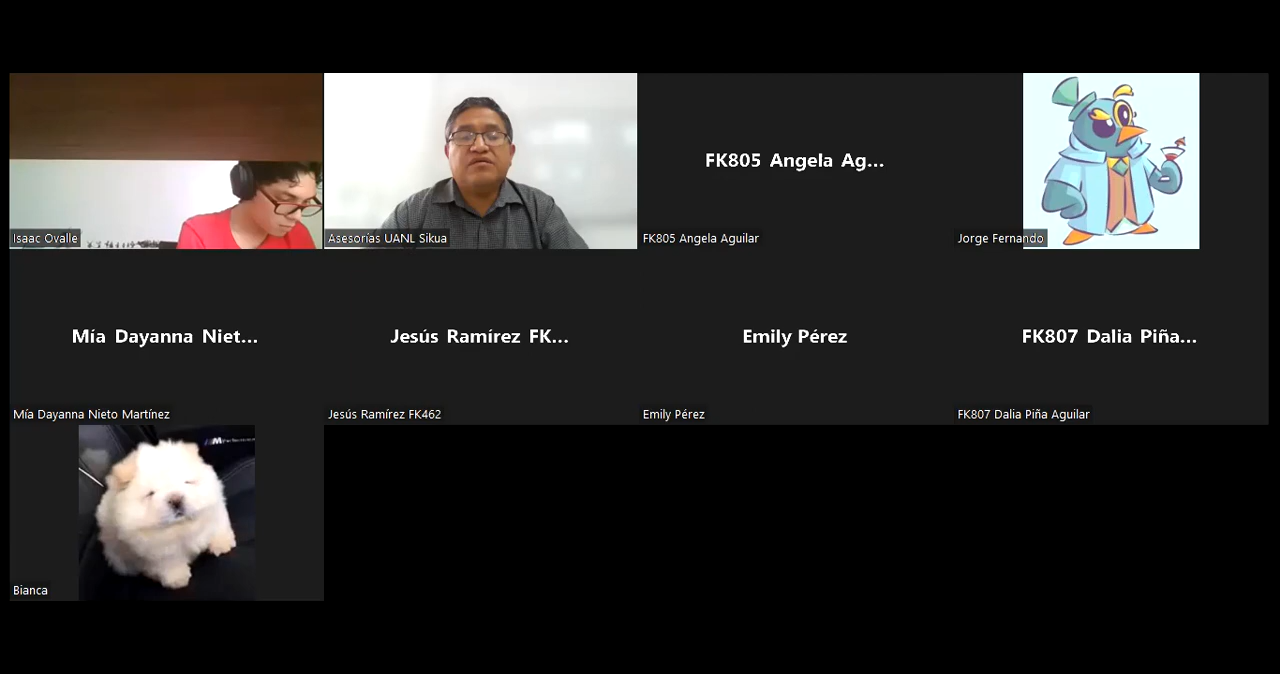 Isaac Ovalle
Asesorías UANL Sikua
FK805 Angela Ag...
FK805 Angela Aguilar
Jorge Fernando
Mía Dayanna Niet...
Mía Dayanna Nieto Martínez
Jesús Ramírez FK...
Jesús Ramírez FK462
Emily Pérez
Emily Pérez
FK807 Dalia Piña...
FK807 Dalia Piña Aguilar
M
Bianca